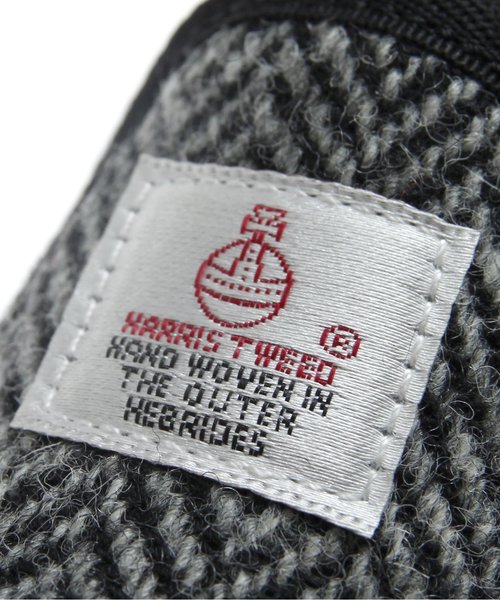 ®
HARRIS TWEED
HAND WOVEN IN
THE OUTER
HEBRIDES